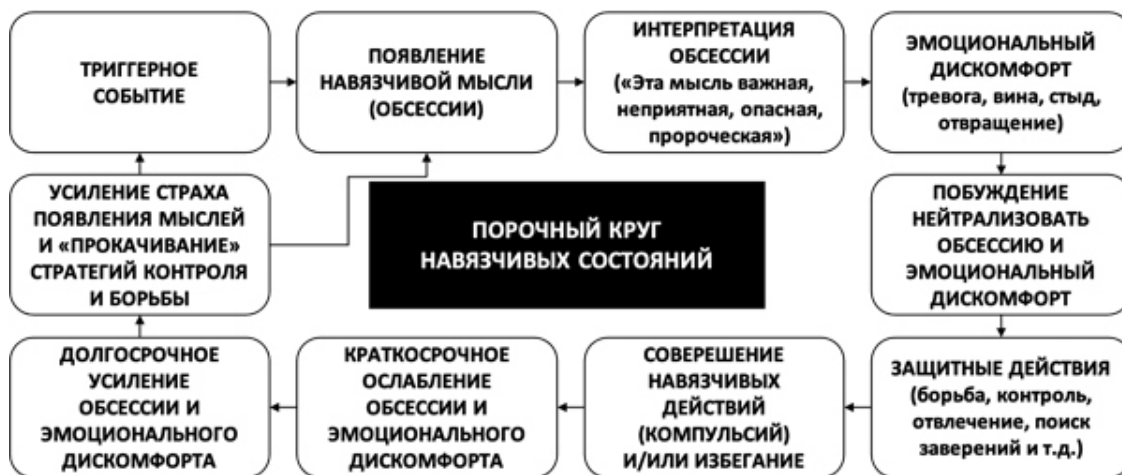 ТРИГГЕРНОЕ
СОБЫТИЕ
ПОЯВЛЕНИЕ
НАВЯЗЧИВОЙ МЫСЛИ
(ОБСЕССИИ)
ИНТЕРПРЕТАЦИЯ
ОБСЕССИИ
(«Эта мысль важная,
неприятная, опасная,
пророческая»)
ЭМОЦИОНАЛЬНЫЙ
ДИСКОМФОРТ
(тревога, вина, стыд,
отвращение)
ПОБУЖДЕНИЕ
НЕЙТРАЛИЗОВАТЬ
ОБСЕССИЮ И
ЭМОЦИОНАЛЬНЫЙ
ДИСКОМФОРТ
ЗАЩИТНЫЕ ДЕЙСТВИЯ
(борьба, контроль,
отвлечение, поиск
заверений и т.д.)
СОВЕРЕШЕНИЕ
НАВЯЗЧИВЫХ
ДЕЙСТВИЙ
(КОМПУЛЬСИЙ)
И/ИЛИ ИЗБЕГАНИЕ
КРАТКОСРОЧНОЕ
ОСЛАБЛЕНИЕ
ОБСЕССИИ И
ЭМОЦИОНАЛЬНОГО
ДИСКОМФОРТА
ДОЛГОСРОЧНОЕ
УСИЛЕНИЕ
ОБСЕССИИ И
ЭМОЦИОНАЛЬНОГО
ДИСКОМФОРТА
УСИЛЕНИЕ СТРАХА
ПОЯВЛЕНИЯ МЫСЛЕЙ
И «ПРОКАЧИВАНИЕ»
СТРАТЕГИЙ КОНТРОЛЯ
И БОРЬБЫ
ПОРОЧНЫЙ КРУГ
НАВЯЗЧИВЫХ СОСТОЯНИЙ